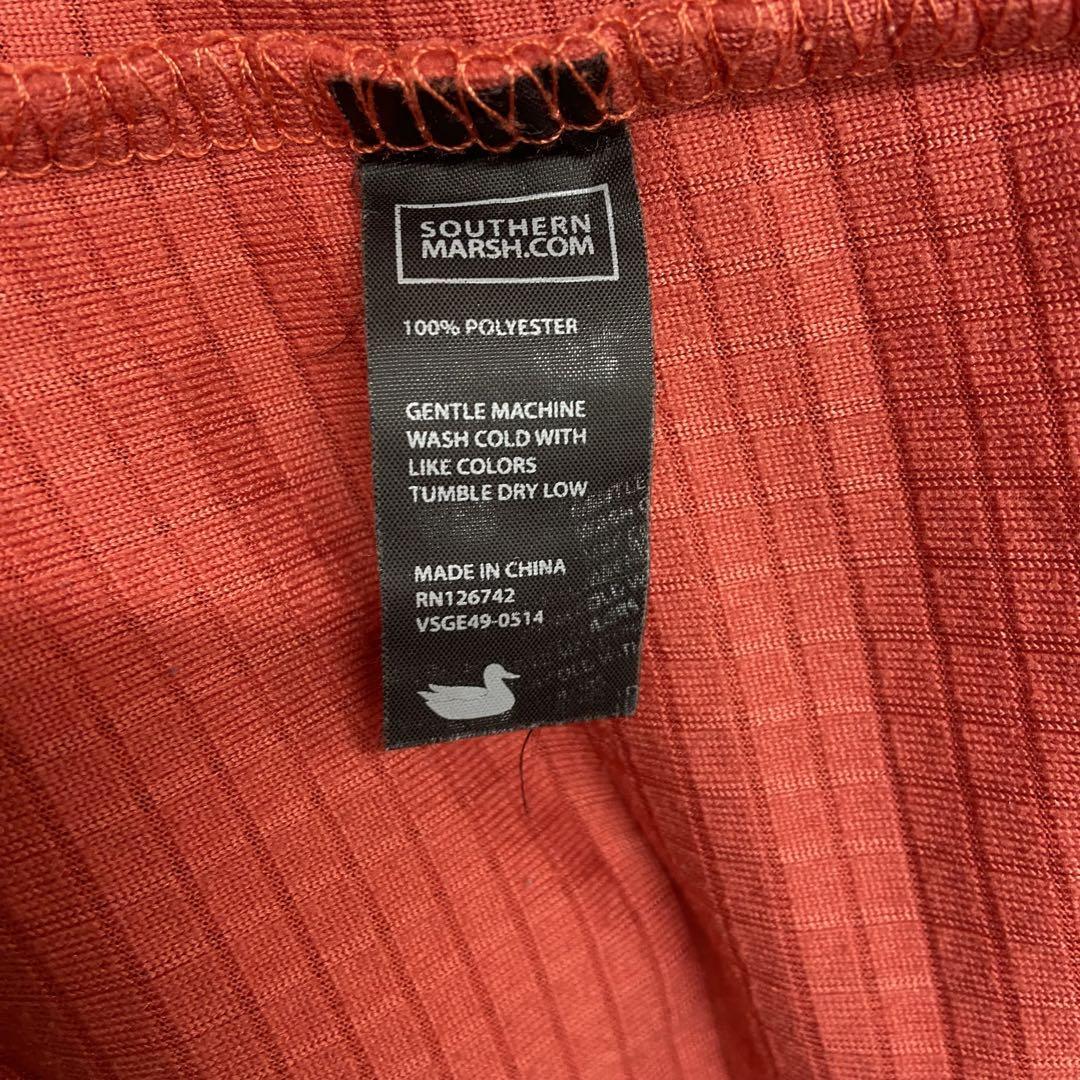 SOUTHERN
MARSH.COM
100% POLYESTER
GENTLE MACHINE
WASH COLD WITH
LIKE COLORS
TUMBLE DRY LOW
MADE IN CHINA
RN126742
VSGE49-0514